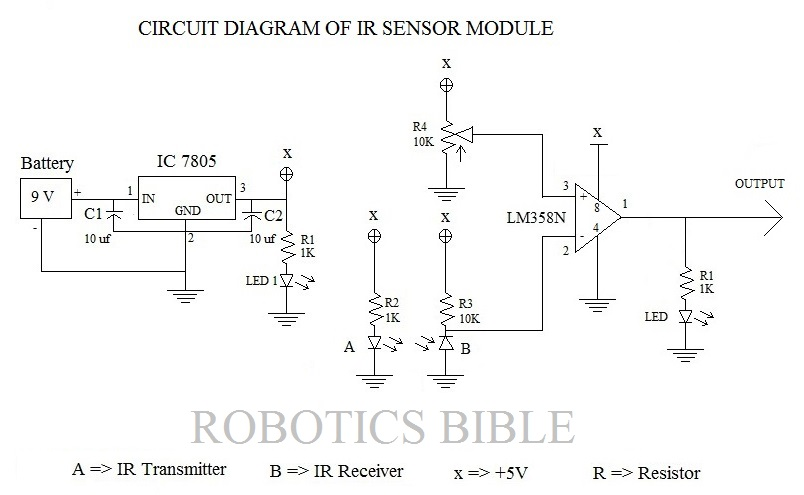 CIRCUIT DIAGRAM OF IR SENSOR MODULE
x
R4
10K
Battery
IC 7805
x
x
9 V
+
-
1
IN
OUT
3
GND
2
C1
10 uf
C2
10 uf
R1
1K
LED 1
3
+
8
1
LM358N
4
-
2
OUTPUT
x
x
R2
1K
R3
10K
A
B
R1
1K
LED
ROBOTICS BIBLE
A => IR Transmitter
B => IR Receiver
x => +5V
R => Resistor